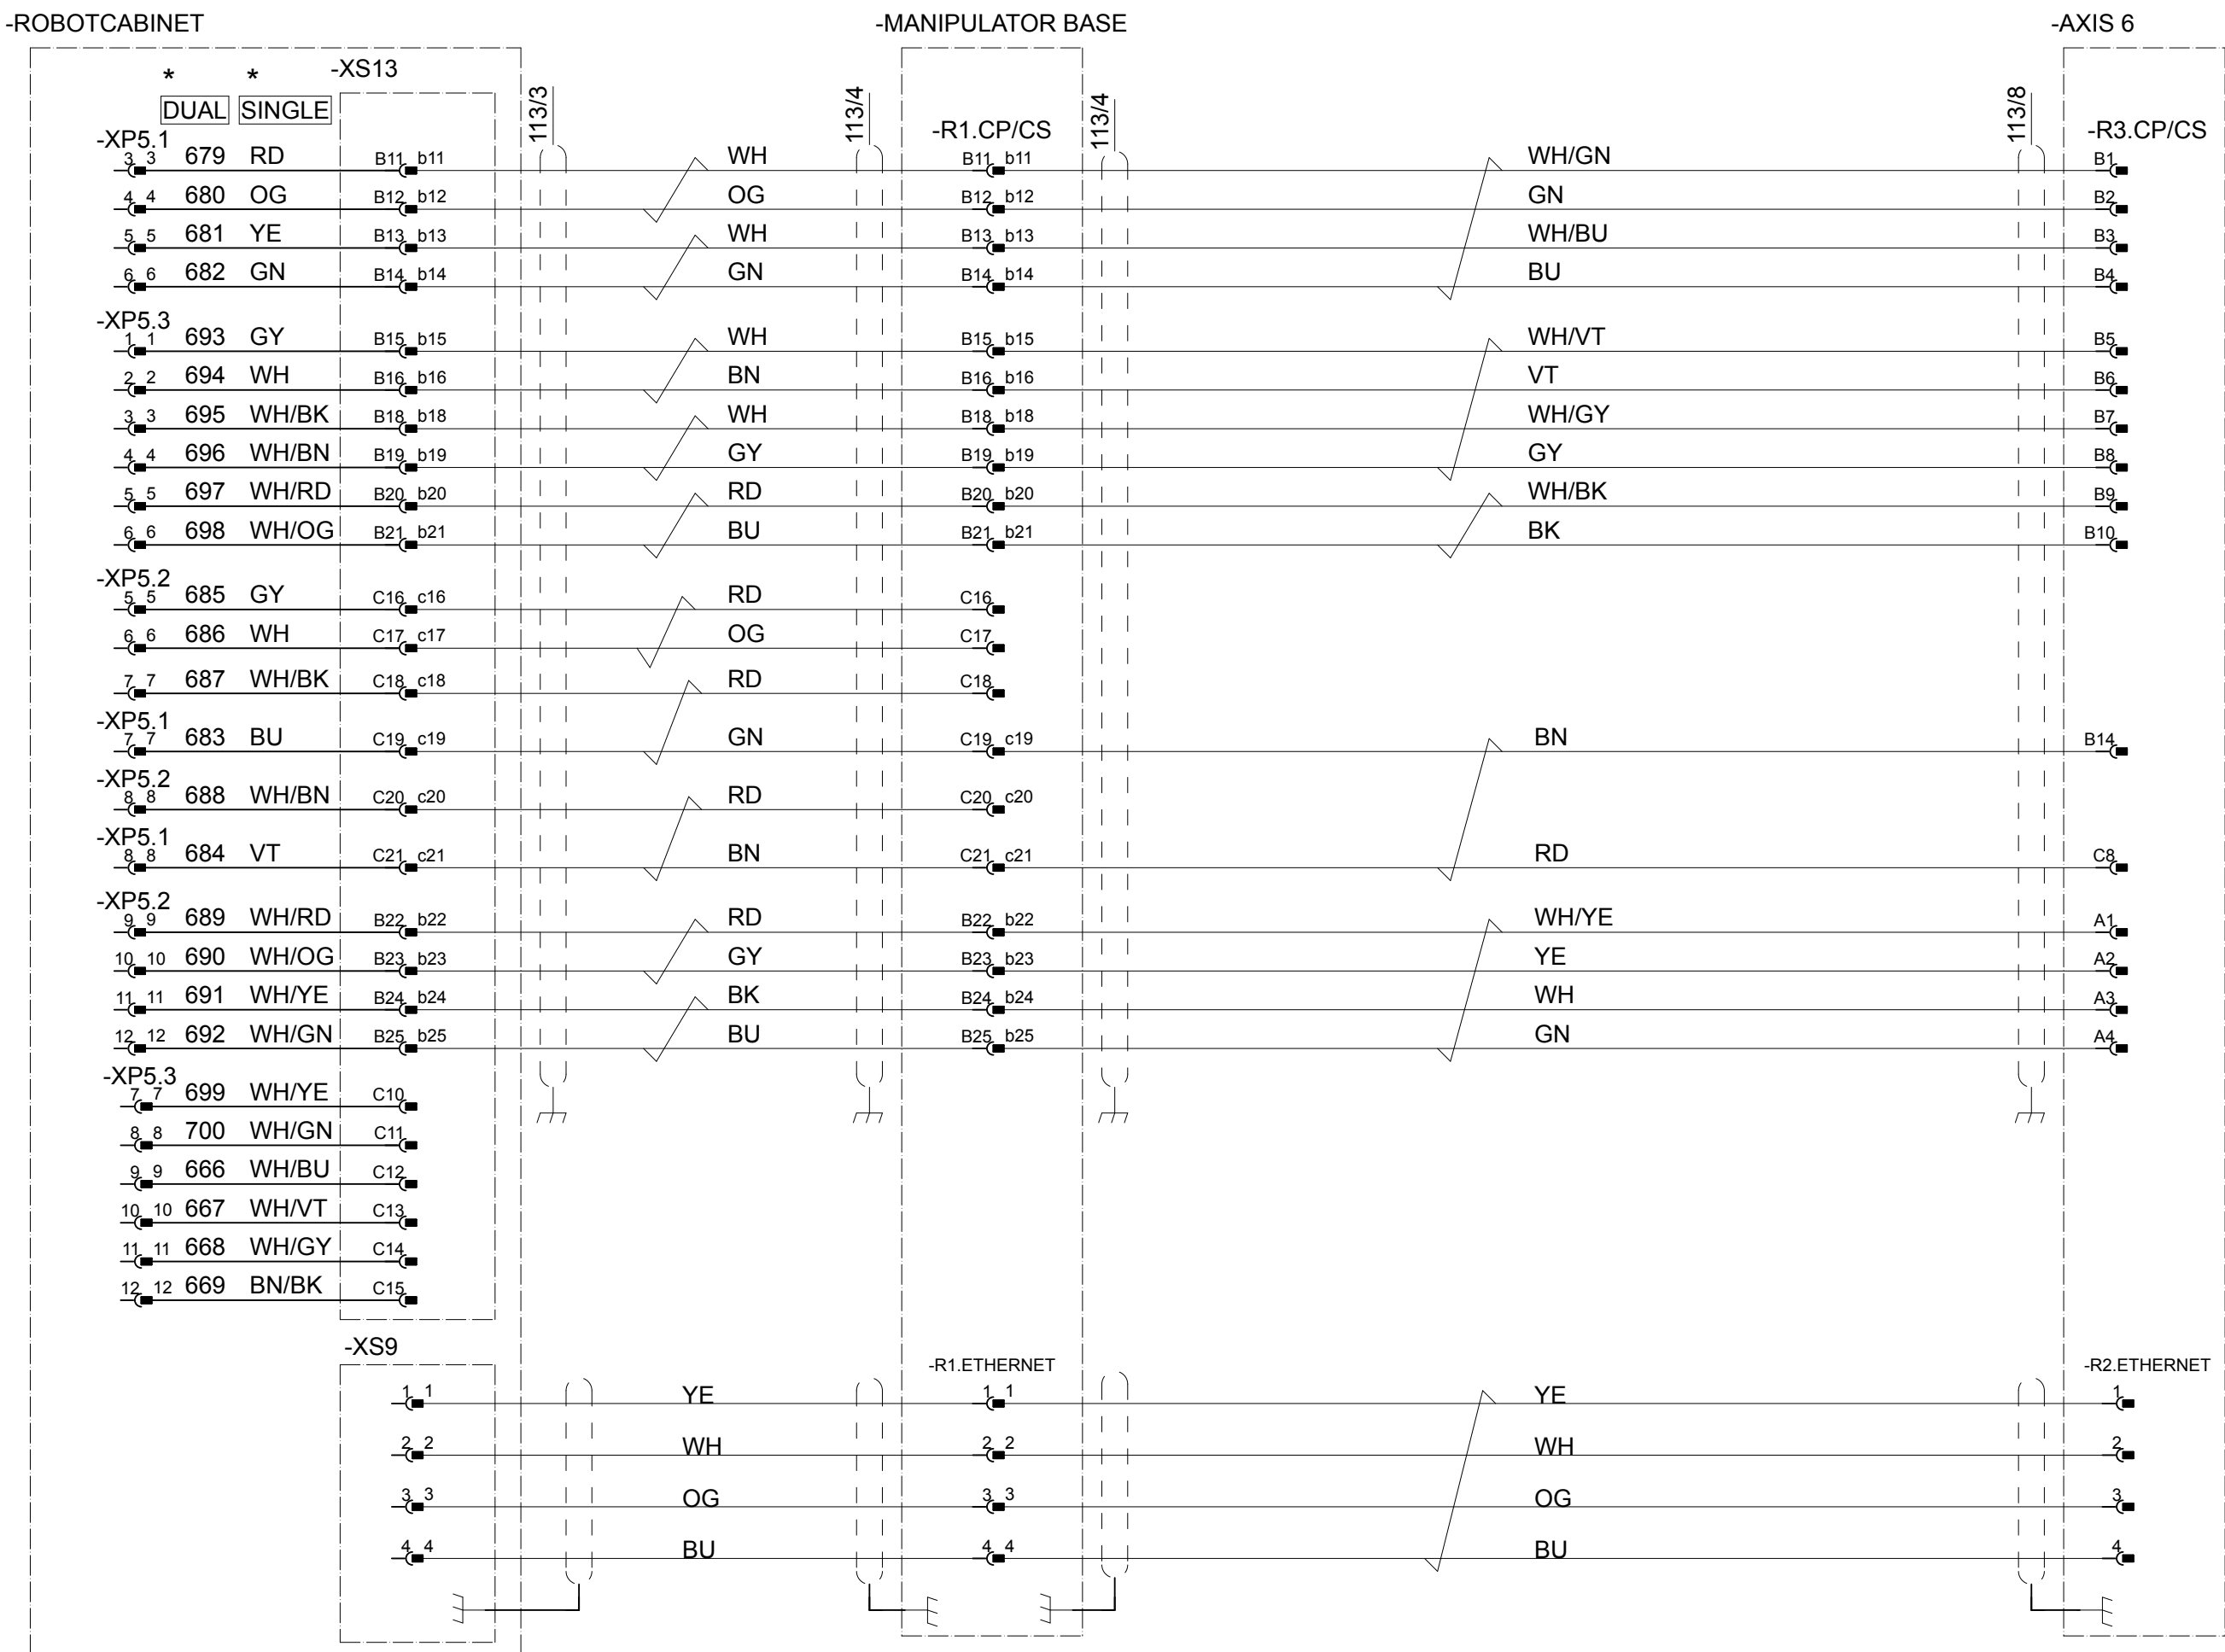 -ROBOTCABINET -MANIPULATOR BASE -AXIS 6
* * -XS13
DUAL SINGLE 113/3 113/4 113/4 113/8
-XP5.1 -R1.CP/CS -R3.CP/CS
3 3 679 RD B11 b11 WH B11 b11 WH/GN B1
4 4 680 OG B12 b12 OG B12 b12 GN B2
5 5 681 YE B13 b13 WH B13 b13 WH/BU B3
6 6 682 GN B14 b14 GN B14 b14 BU B4
-XP5.3
1 1 693 GY B15 b15 WH B15 b15 WH/VT B5
2 2 694 WH B16 b16 BN B16 b16 VT B6
3 3 695 WH/BK B18 b18 WH B18 b18 WH/GY B7
4 4 696 WH/BN B19 b19 GY B19 b19 GY B8
5 5 697 WH/RD B20 b20 RD B20 b20 WH/BK B9
6 6 698 WH/OG B21 b21 BU B21 b21 BK B10
-XP5.2
5 5 685 GY C16 c16 RD C16
6 6 686 WH C17 c17 OG C17
7 7 687 WH/BK C18 c18 RD C18
-XP5.1
7 7 683 BU C19 c19 GN C19 c19 BN B14
-XP5.2
8 8 688 WH/BN C20 c20 RD C20 c20
-XP5.1
8 8 684 VT C21 c21 BN C21 c21 RD C8
-XP5.2
9 9 689 WH/RD B22 b22 RD B22 b22 WH/YE A1
10 10 690 WH/OG B23 b23 GY B23 b23 YE A2
11 11 691 WH/YE B24 b24 BK B24 b24 WH A3
12 12 692 WH/GN B25 b25 BU B25 b25 GN A4
-XP5.3
7 7 699 WH/YE C10
8 8 700 WH/GN C11
9 9 666 WH/BU C12
10 10 667 WH/VT C13
11 11 668 WH/GY C14
12 12 669 BN/BK C15
-XS9 -R1.ETHERNET -R2.ETHERNET
1 1 YE 1 1 YE 1
2 2 WH 2 2 WH 2
3 3 OG 3 3 OG 3
4 4 BU 4 4 BU 4